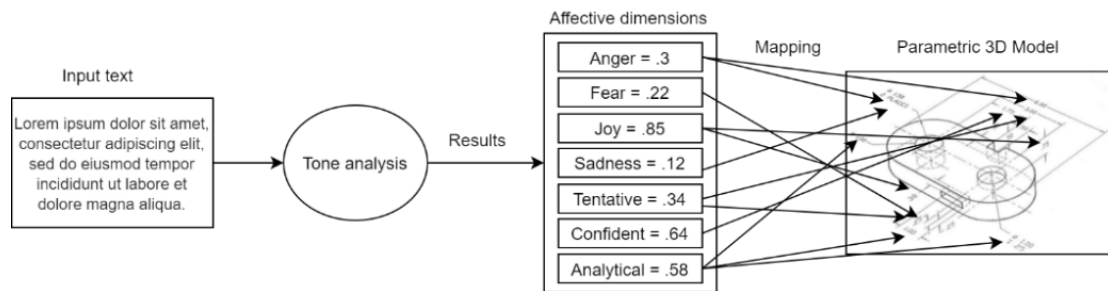 Affective dimensions
Input text
Lorem ipsum dolor sit amet,
consectetur adipiscing elit,
sed do eiusmod tempor
incididunt ut labore et
dolore magna aliqua.
Tone analysis
Results
Anger = .3
Fear = .22
Joy = .85
Sadness = .12
Tentative = .34
Confident = .64
Analytical = .58
Mapping
Parametric 3D Model